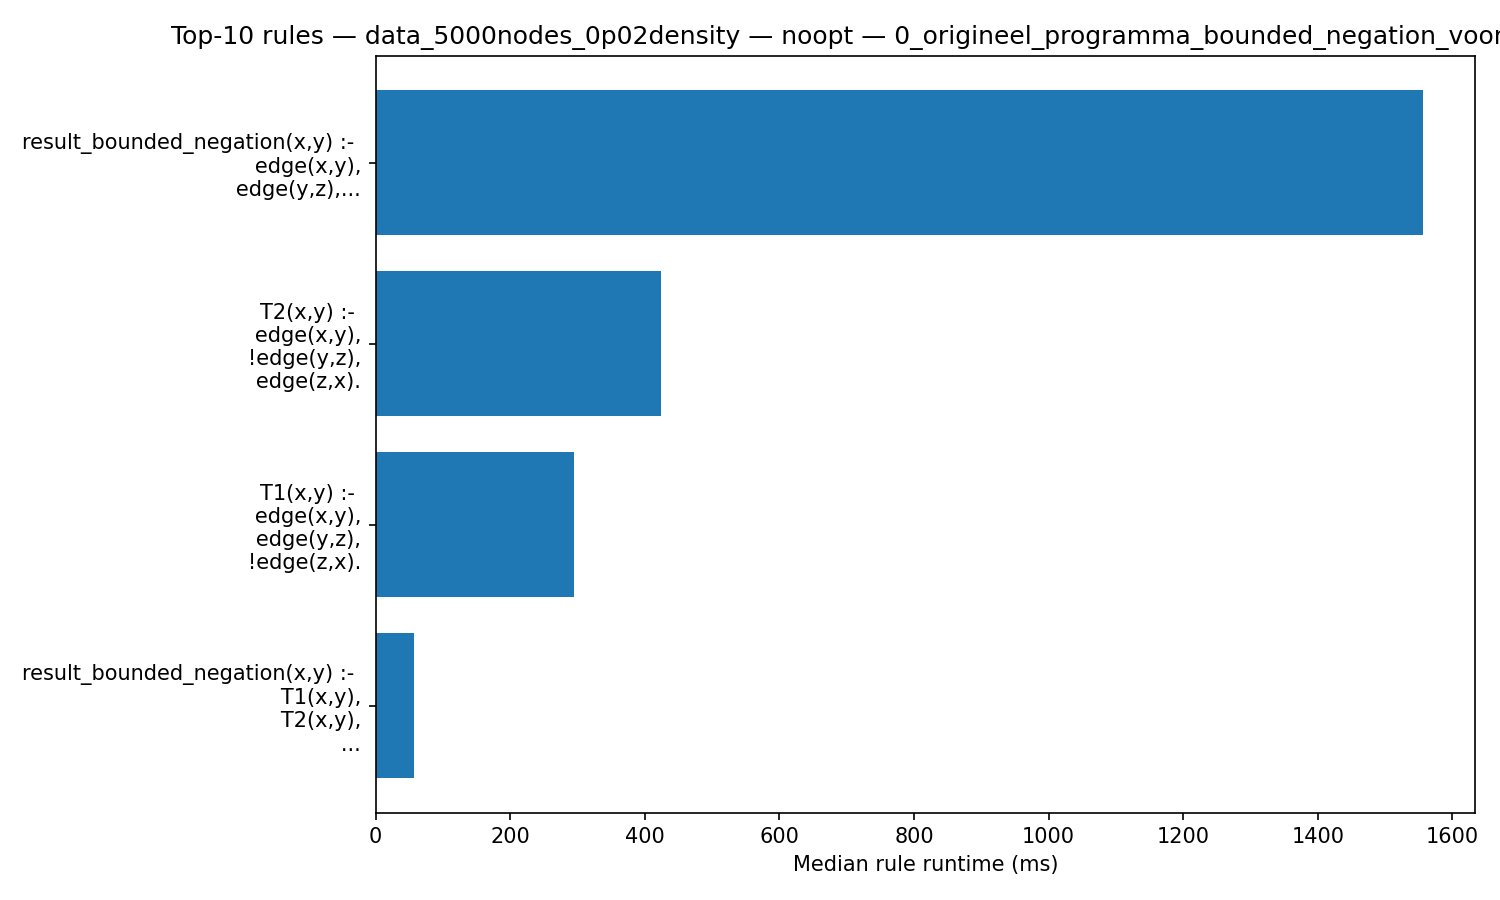 Top-10 rules — data_5000nodes_0p02density — noopt — 0_origineel_programma_bounded_negation_voor
result_bounded_negation(x,y) :-
edge(x,y),
edge(y,z),...
T2(x,y) :-
edge(x,y),
!edge(y,z),
edge(z,x).
T1(x,y) :-
edge(x,y),
edge(y,z),
!edge(z,x).
result_bounded_negation(x,y) :-
T1(x,y),
T2(x,y),
...
0 200 400 600 800 1000 1200 1400 1600
Median rule runtime (ms)